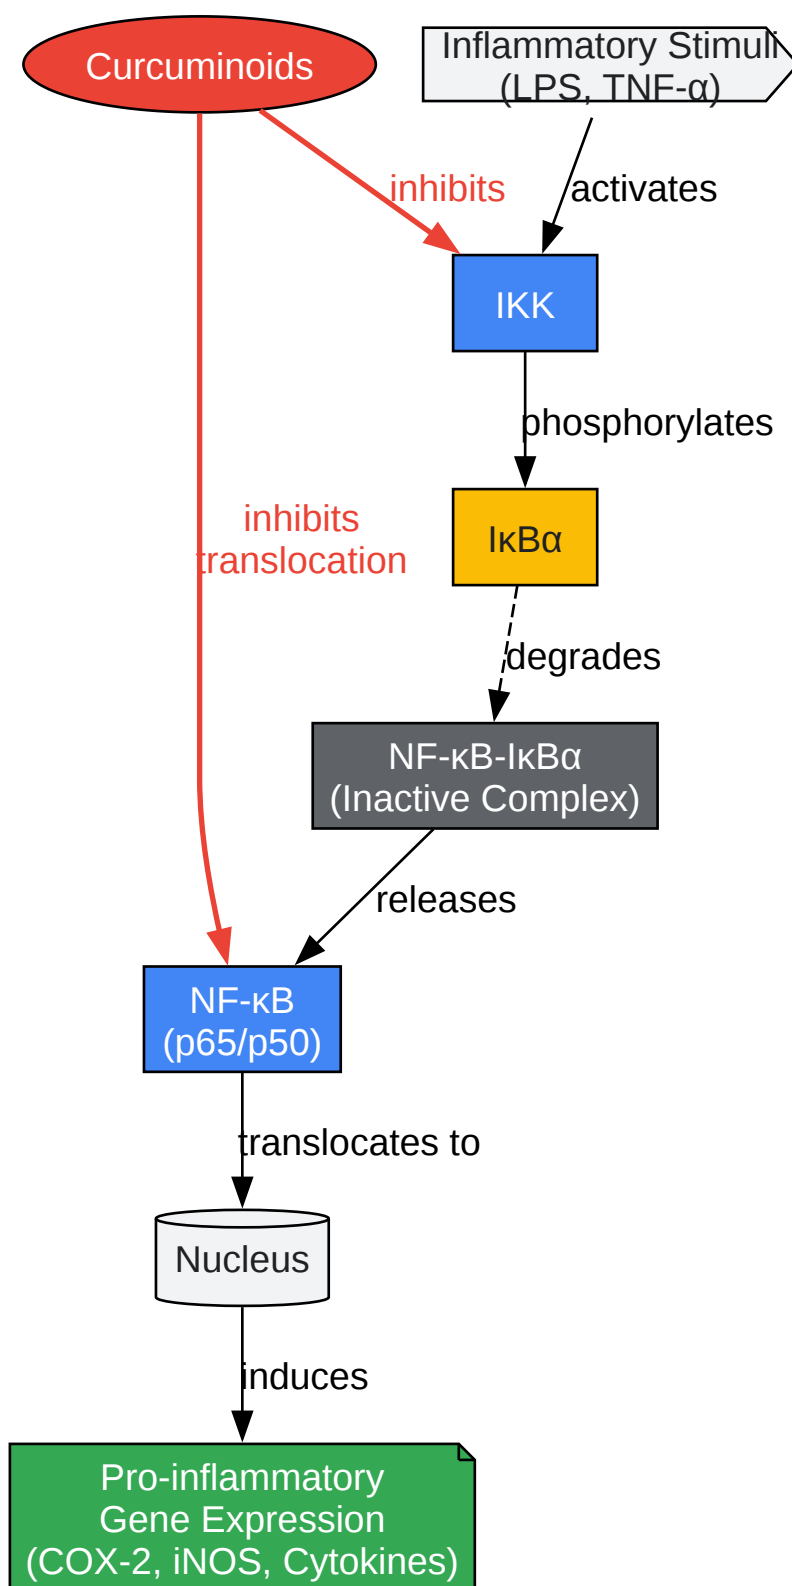 Curcuminoids
Inflammatory Stimuli
(LPS, TNF-α)
inhibits
activates
IKK
phosphorylates
inhibits
translocation
IκBα
degrades
NF-κB-IκBα
(Inactive Complex)
releases
NF-κB
(p65/p50)
translocates to
Nucleus
induces
Pro-inflammatory
Gene Expression
(COX-2, iNOS, Cytokines)